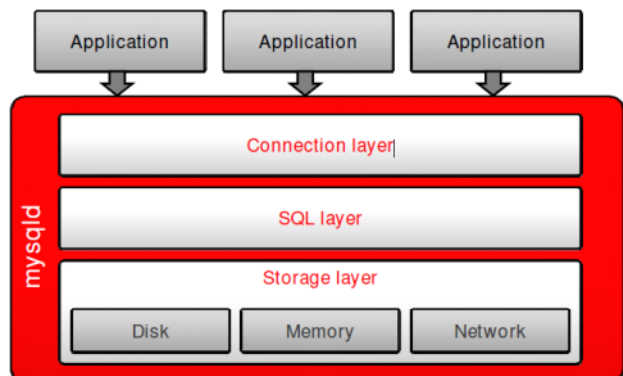 Application
Application
Application
mysqld
Connection layer
SQL layer
Storage layer
Disk
Memory
Network